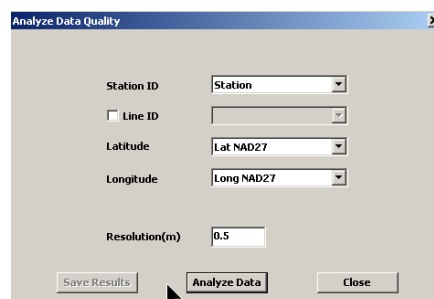 Analyze Data Quality
Station ID Station
Line ID
Latitude Lat NAD27
Longitude Long NAD27
Resolution(m) 0.5
Save Results Analyze Data Close